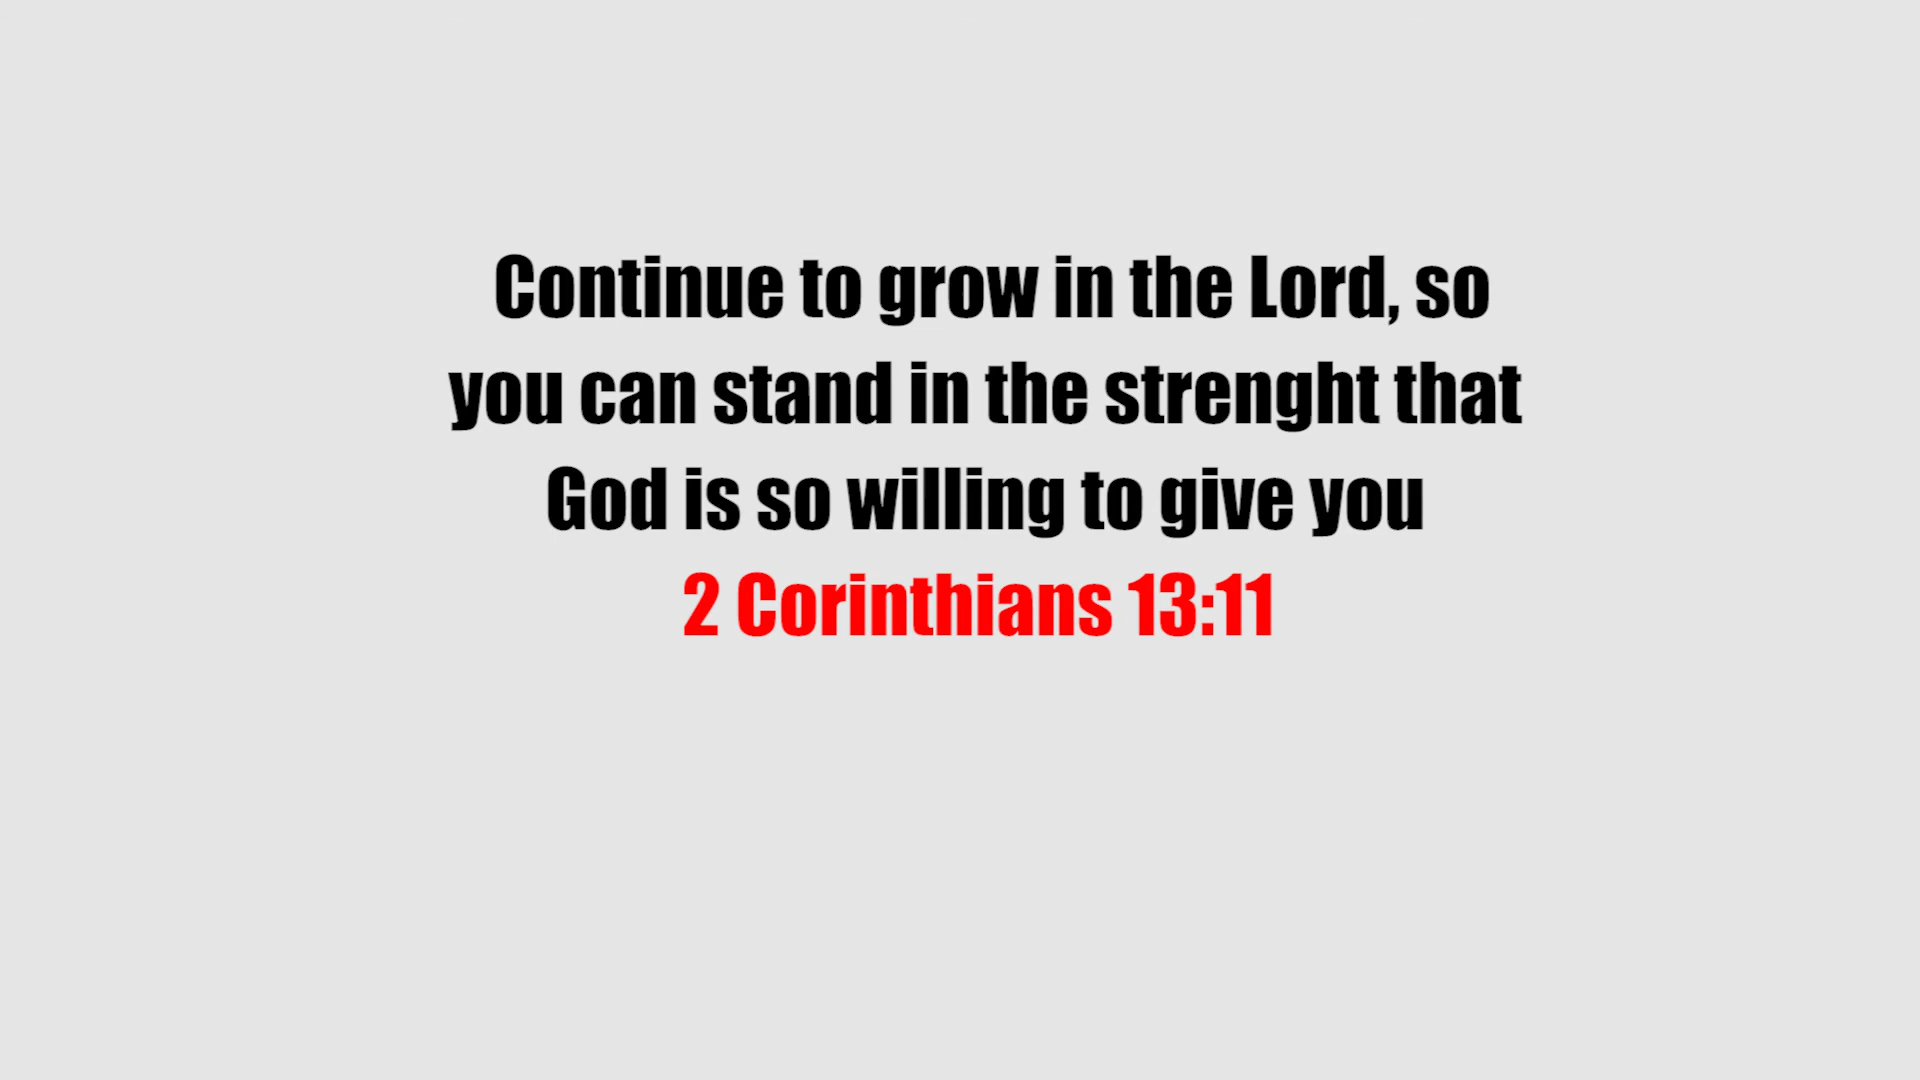 Continue to grow in the Lord, so
you can stand in the strenght that
God is so willing to give you
2 Corinthians 13:11